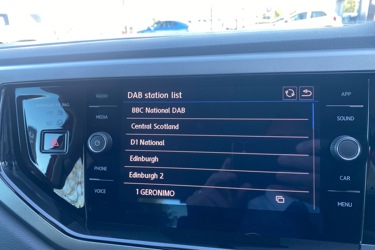 DAB station list
BBC National DAB
Central Scotland
D1 National
Edinburgh
Edinburgh 2
1 GERONIMO
MEDIA
PHONE
VOICE
APP
SOUND
CAR
MENU